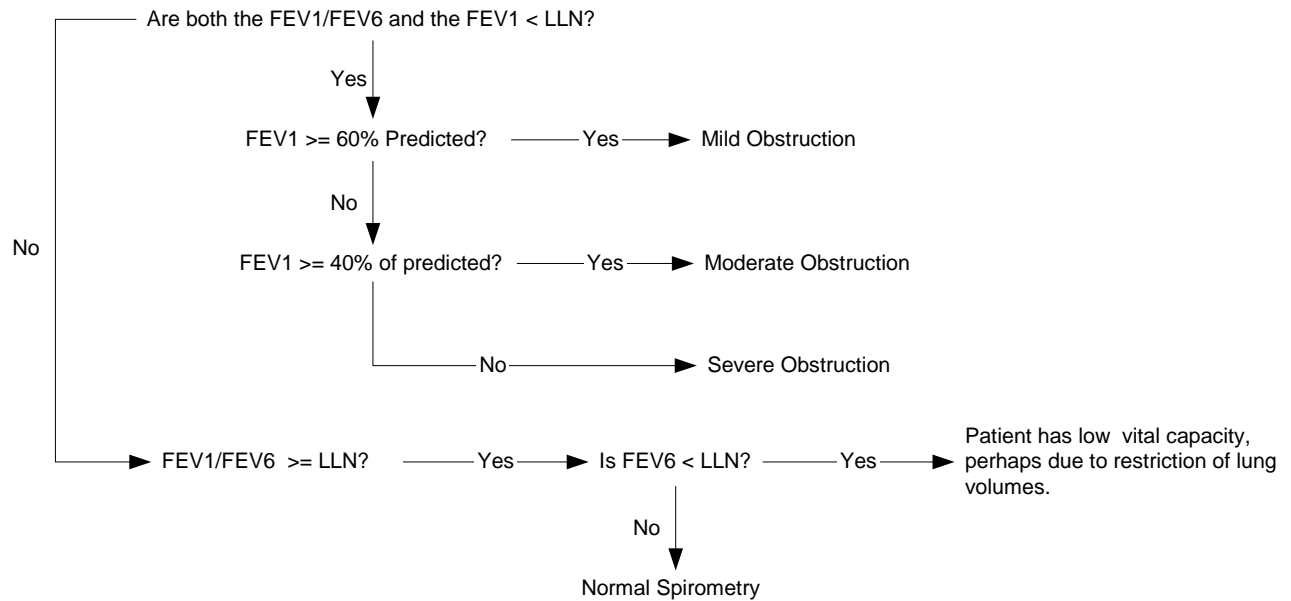 Are both the FEV1/FEV6 and the FEV1 < LLN?
Yes
FEV1 >= 60% Predicted?
Yes
Mild Obstruction
No
No
FEV1 >= 40% of predicted?
Yes
Moderate Obstruction
No
Severe Obstruction
FEV1/FEV6 >= LLN?
Yes
Is FEV6 < LLN?
Yes
Patient has low vital capacity,
perhaps due to restriction of lung
volumes.
No
Normal Spirometry